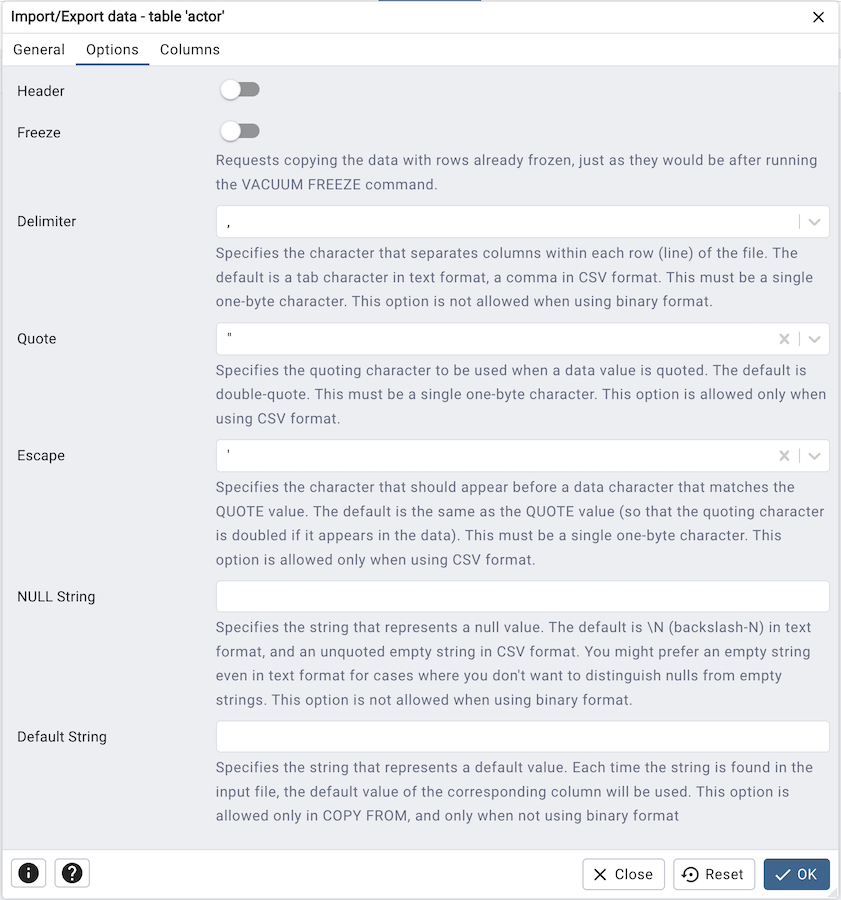 Import/Export data - table 'actor'
General Options Columns
Header
Freeze
Requests copying the data with rows already frozen, just as they would be after running
the VACUUM FREEZE command.
Delimiter
,
Specifies the character that separates columns within each row (line) of the file. The
default is a tab character in text format, a comma in CSV format. This must be a single
one-byte character. This option is not allowed when using binary format.
Quote
"
Specifies the quoting character to be used when a data value is quoted. The default is
double-quote. This must be a single one-byte character. This option is allowed only when
using CSV format.
Escape
'
Specifies the character that should appear before a data character that matches the
QUOTE value. The default is the same as the QUOTE value (so that the quoting character
is doubled if it appears in the data). This must be a single one-byte character. This
option is allowed only when using CSV format.
NULL String
Specifies the string that represents a null value. The default is \N (backslash-N) in text
format, and an unquoted empty string in CSV format. You might prefer an empty string
even in text format for cases where you don't want to distinguish nulls from empty
strings. This option is not allowed when using binary format.
Default String
Specifies the string that represents a default value. Each time the string is found in the
input file, the default value of the corresponding column will be used. This option is
allowed only in COPY FROM, and only when not using binary format
Close Reset OK